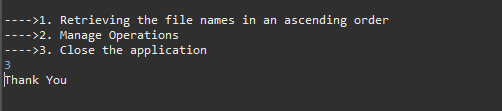 ---->1. Retrieving the file names in an ascending order
---->2. Manage Operations
---->3. Close the application
3
Thank You